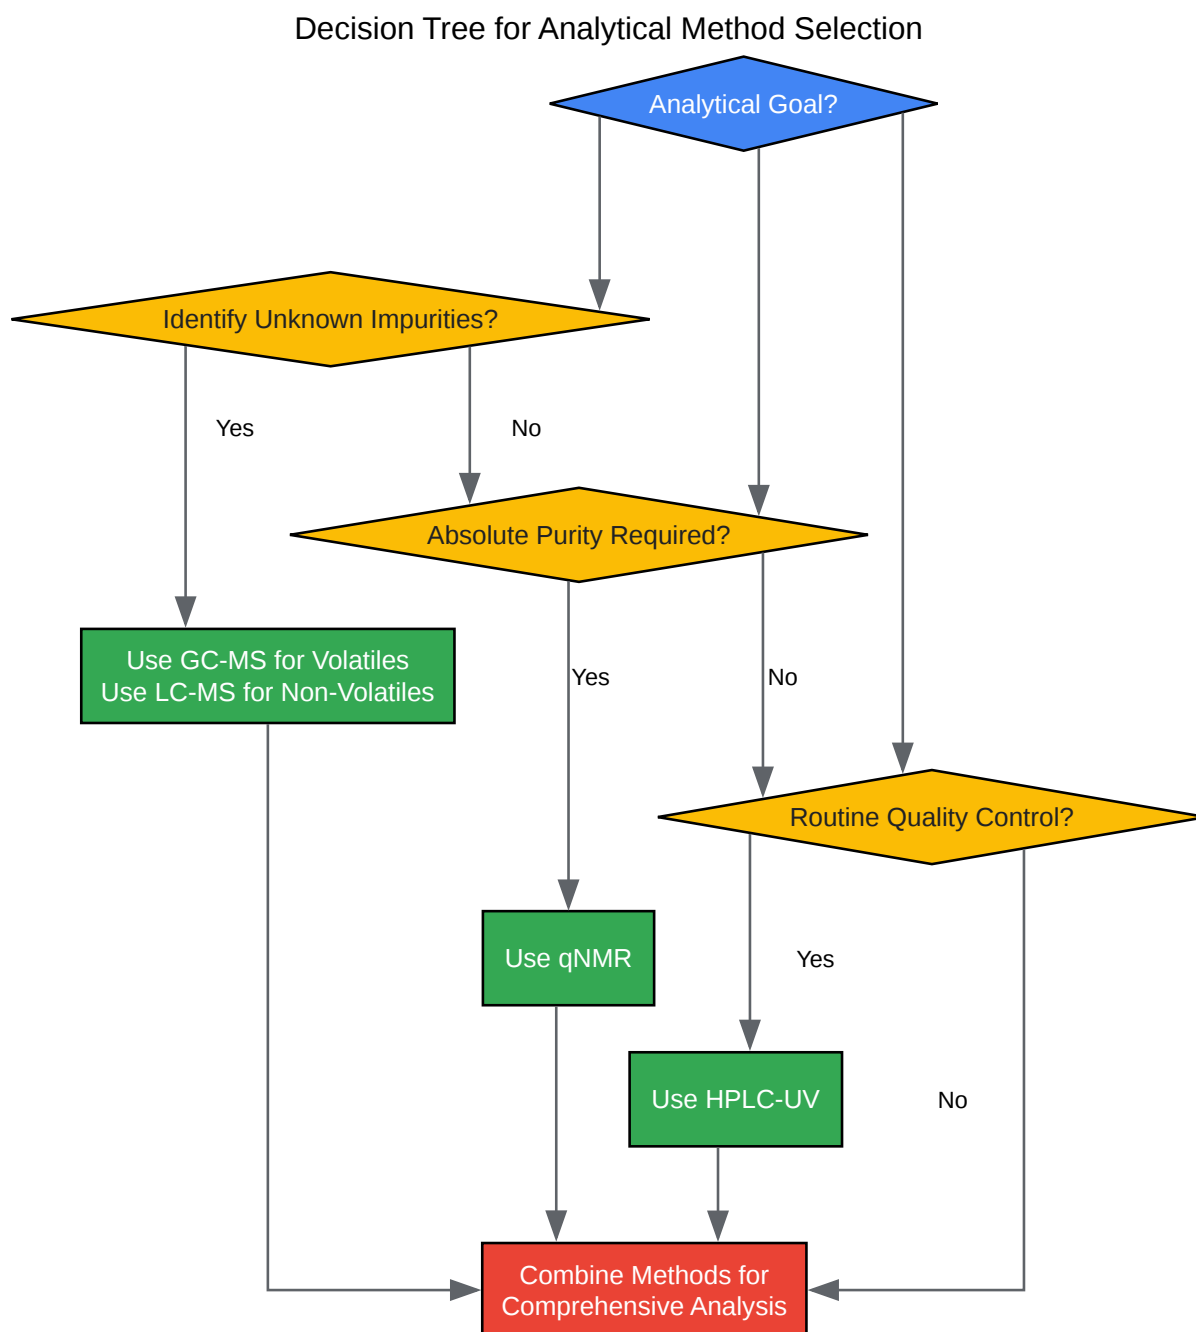 Decision Tree for Analytical Method Selection
Analytical Goal?
Identify Unknown Impurities?
Yes
No
Absolute Purity Required?
Use GC-MS for Volatiles
Use LC-MS for Non-Volatiles
Yes
No
Routine Quality Control?
Use qNMR
Yes
Use HPLC-UV
No
Combine Methods for
Comprehensive Analysis